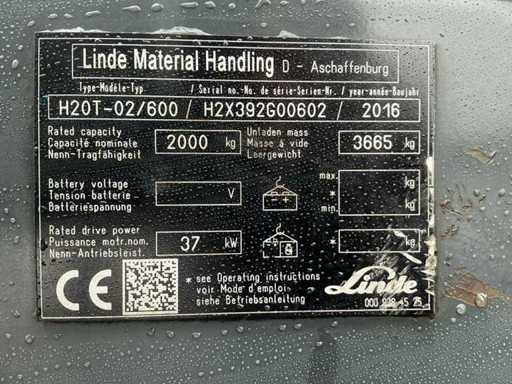 Linde Material Handling D - Aschaffenburg
Type-Modèle-Typ / Serial no.-No. de série-Serien-Nr. / year-année-Baujahr
H20T-02/600 / H2X392G00602 / 2016
Rated capacity
Capacité nominale
Nenn-Tragfähigkeit
2000 kg
Unladen mass
Masse à vide
Leergewicht
3665 kg
Battery voltage
Tension batterie
Batteriespannung
V
- +
max. kg
*
min. kg
Rated drive power
Puissance motr.nom.
Nenn-Antriebsleist.
37 kW
* kg
CE
* see Operating instructions
voir Mode d'emploi
siehe Betriebsanleitung
Linde